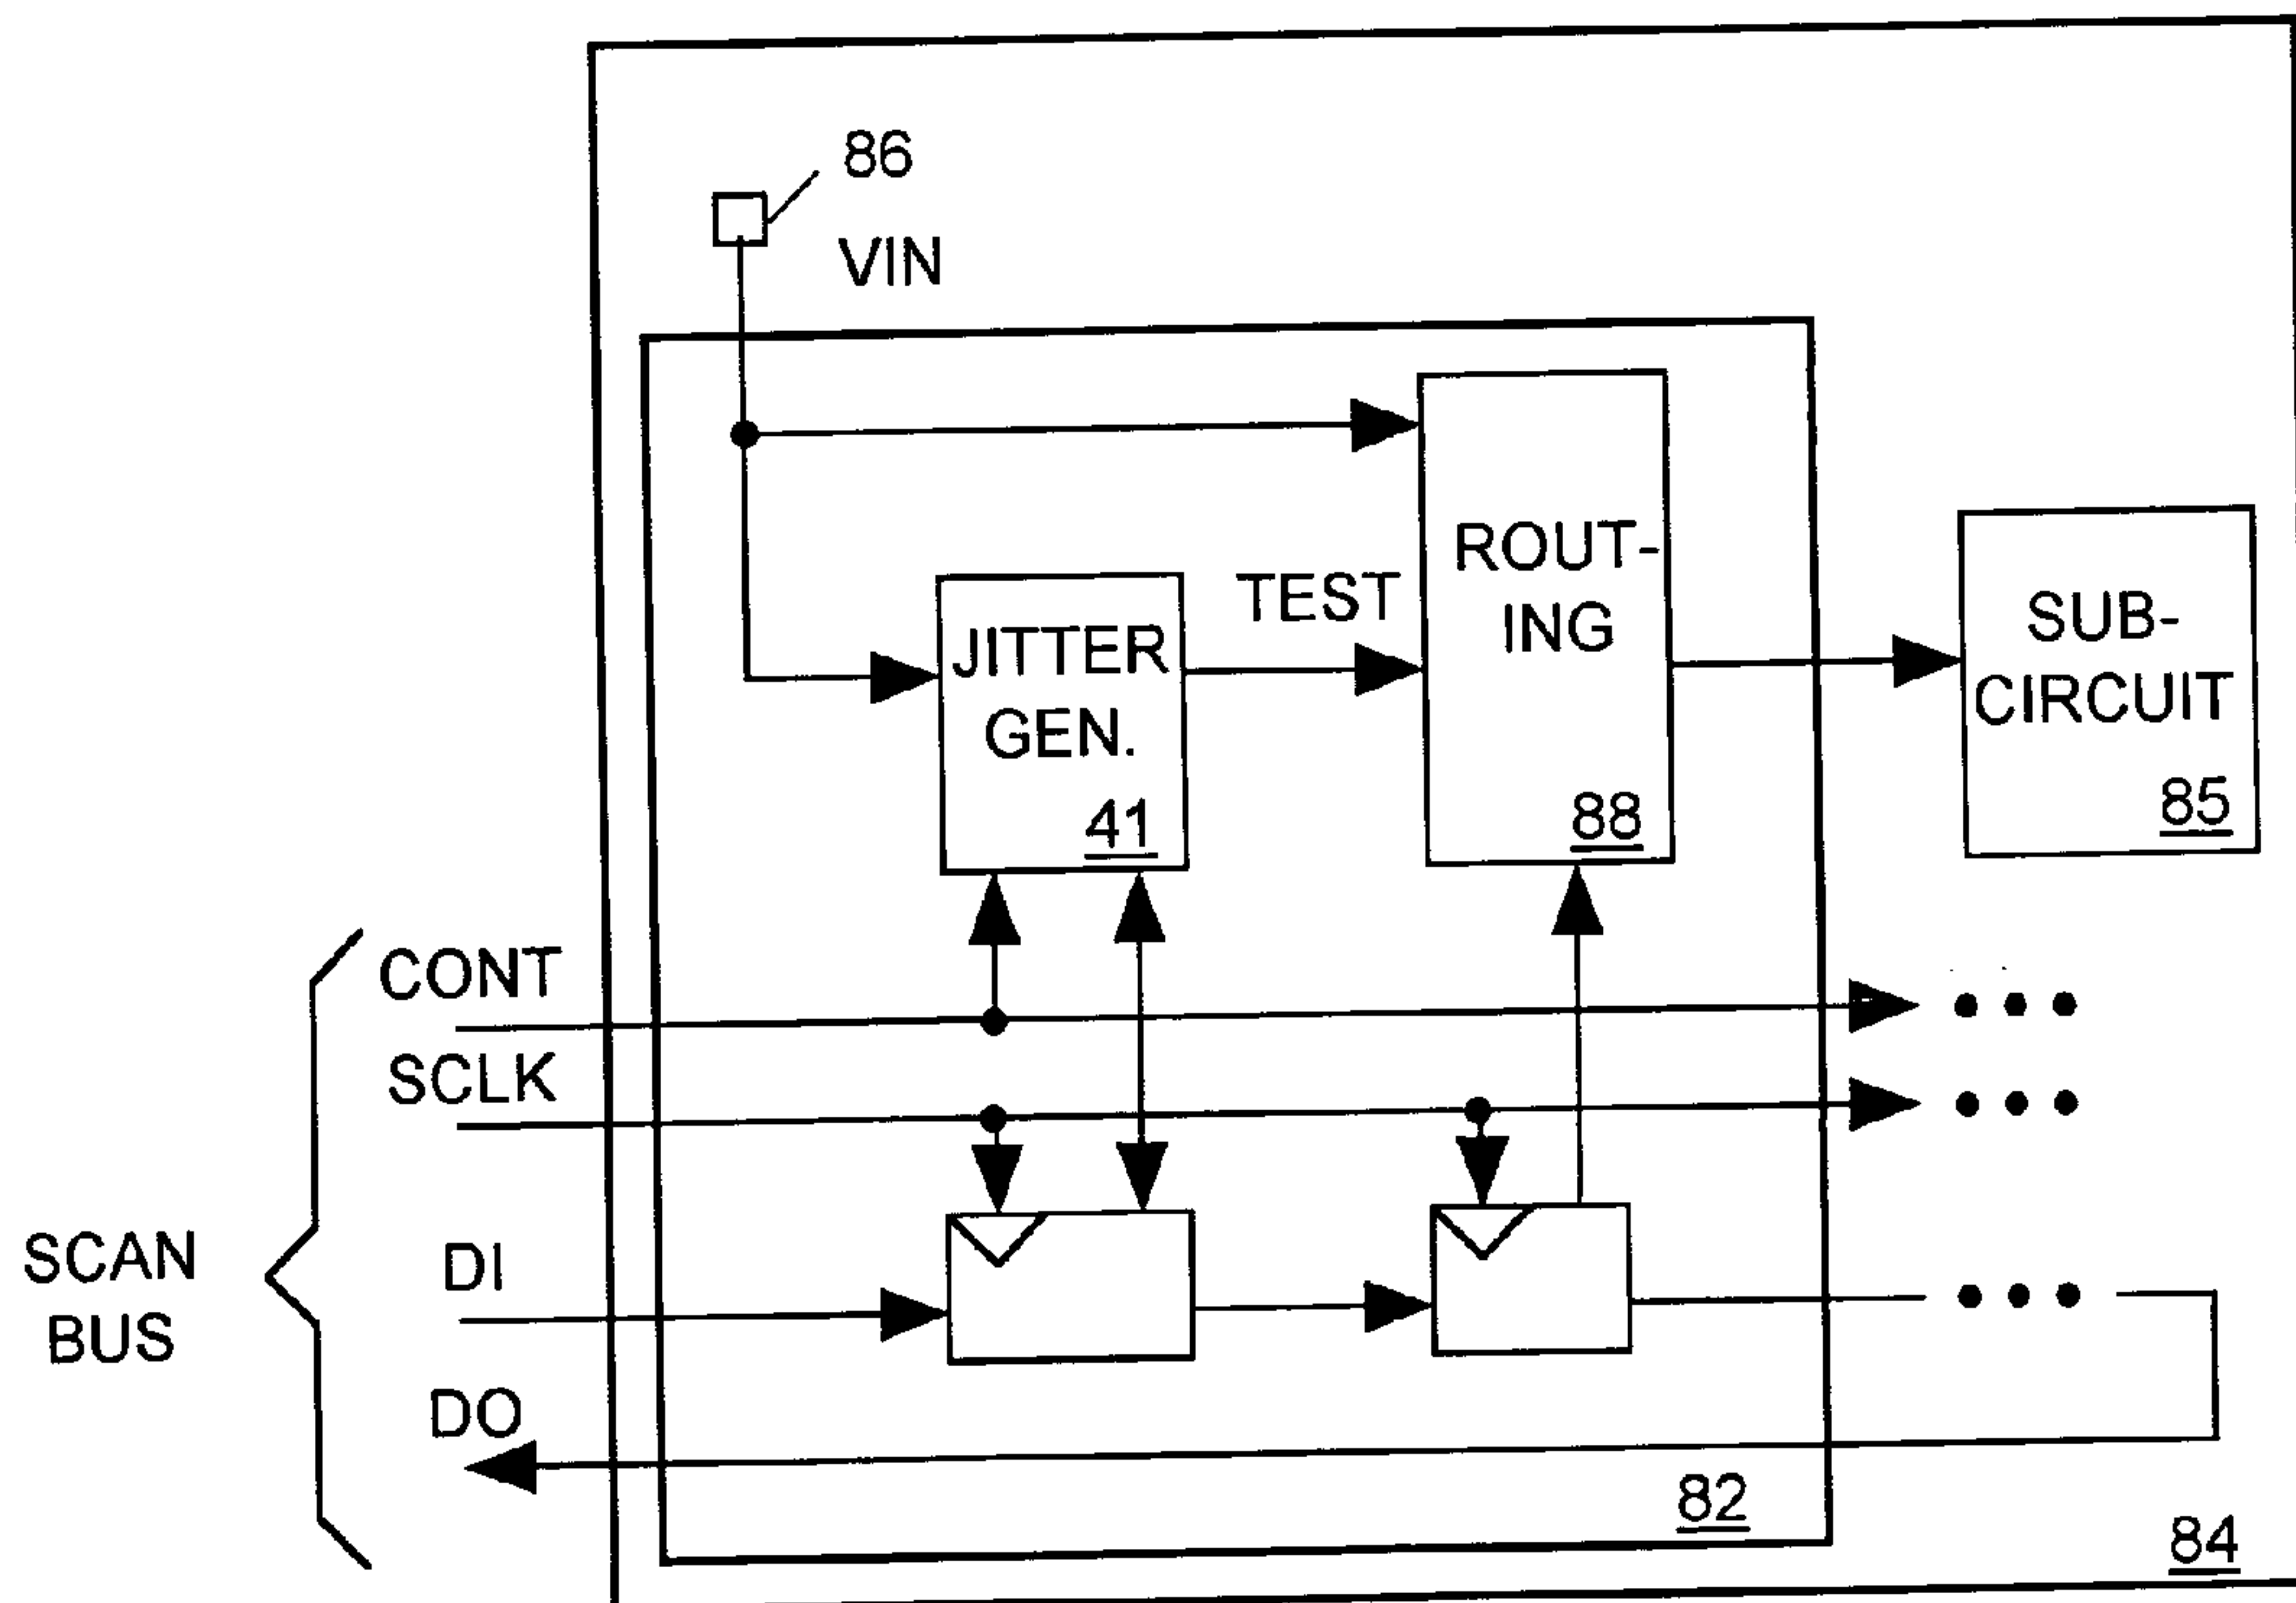 86
VIN
ROUT-
ING
88
TEST
JITTER
GEN.
41
SUB-
CIRCUIT
85
CONT
SCLK
SCAN
BUS
DI
DO
82
84